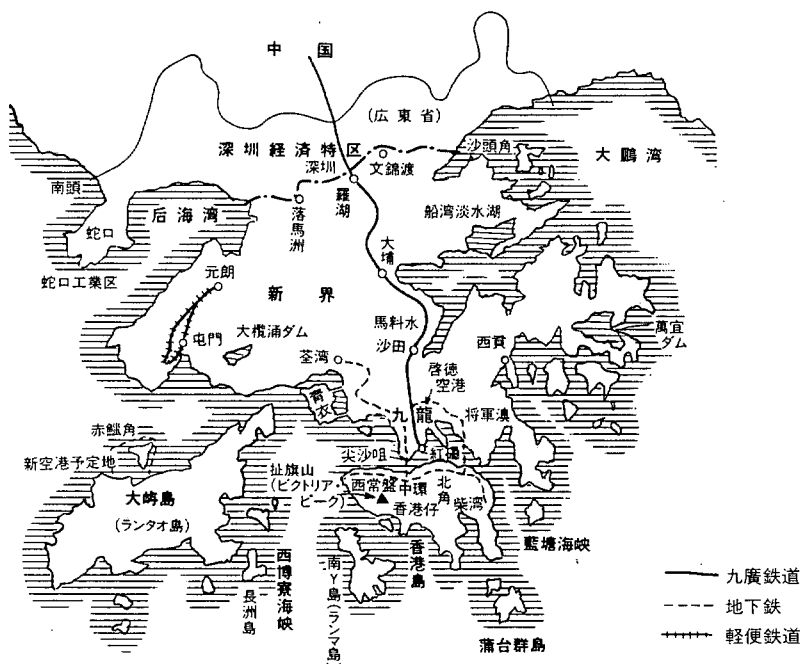 中国
(広東省)
深圳経済特区
沙頭角
大鵬湾
深圳
文錦渡
南頭
羅湖
后海湾
落馬洲
船湾淡水湖
蛇口
大埔
蛇口工業区
元朗
新界
馬料水
萬宜
ダム
大欖涌ダム
屯門
沙田
西貢
荃湾
啓徳
空港
青衣
九龍
将軍澳
赤鱲角
新空港予定地
尖沙咀
紅磡
扯旗山
(ビクトリア・
ピーク)
西常盤
中環
北角
柴湾
香港仔
大嶼島
(ランタオ島)
香港島
藍塘海峡
西博寮海峡
長洲島
南Y島(ランマ島)
蒲台群島
九廣鉄道
地下鉄
軽便鉄道